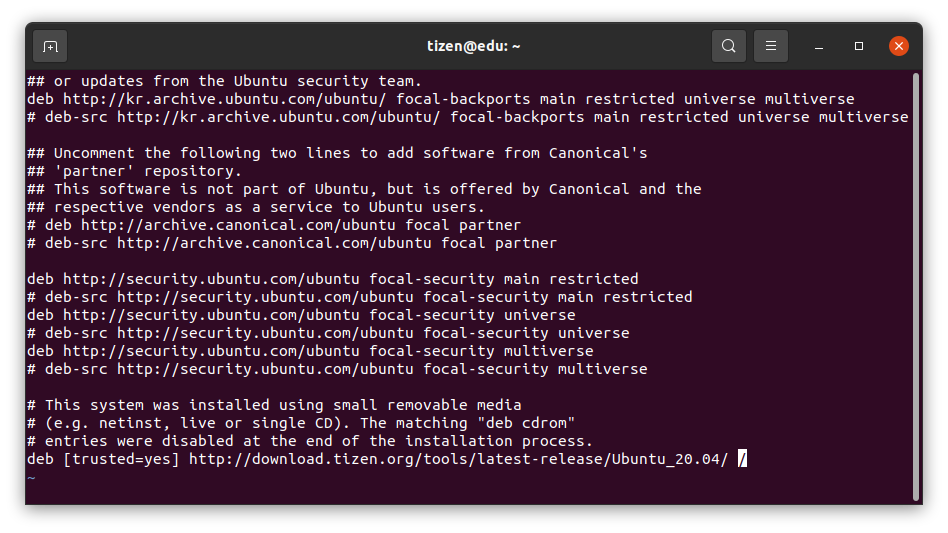 tizen@edu: ~
## or updates from the Ubuntu security team.
deb http://kr.archive.ubuntu.com/ubuntu/ focal-backports main restricted universe multiverse
# deb-src http://kr.archive.ubuntu.com/ubuntu/ focal-backports main restricted universe multiverse
## Uncomment the following two lines to add software from Canonical's
## 'partner' repository.
## This software is not part of Ubuntu, but is offered by Canonical and the
## respective vendors as a service to Ubuntu users.
# deb http://archive.canonical.com/ubuntu focal partner
# deb-src http://archive.canonical.com/ubuntu focal partner
deb http://security.ubuntu.com/ubuntu focal-security main restricted
# deb-src http://security.ubuntu.com/ubuntu focal-security main restricted
deb http://security.ubuntu.com/ubuntu focal-security universe
# deb-src http://security.ubuntu.com/ubuntu focal-security universe
deb http://security.ubuntu.com/ubuntu focal-security multiverse
# deb-src http://security.ubuntu.com/ubuntu focal-security multiverse
# This system was installed using small removable media
# (e.g. netinst, live or single CD). The matching "deb cdrom"
# entries were disabled at the end of the installation process.
deb [trusted=yes] http://download.tizen.org/tools/latest-release/Ubuntu_20.04/ /
~